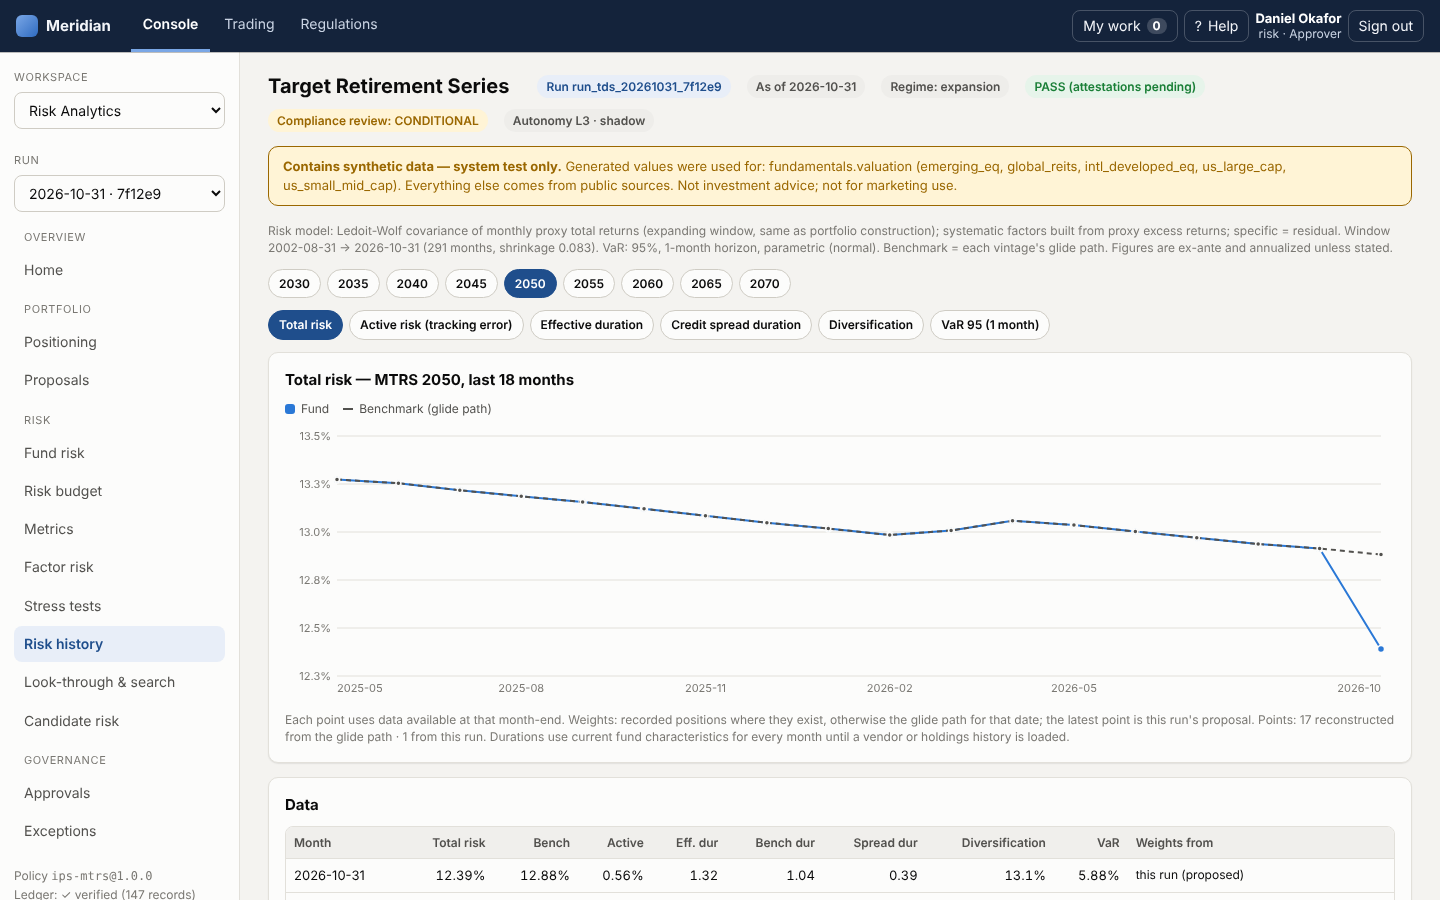 Meridian Console Trading Regulations My work 0 ? Help Daniel Okafor risk · Approver Sign out
WORKSPACE
Risk Analytics
RUN
2026-10-31 · 7f12e9
OVERVIEW
Home
PORTFOLIO
Positioning
Proposals
RISK
Fund risk
Risk budget
Metrics
Factor risk
Stress tests
Risk history
Look-through & search
Candidate risk
GOVERNANCE
Approvals
Exceptions
Policy ips-mtrs@1.0.0
Ledger: ✓ verified (147 records)
Target Retirement Series Run run_tds_20261031_7f12e9 As of 2026-10-31 Regime: expansion PASS (attestations pending)
Compliance review: CONDITIONAL Autonomy L3 · shadow
Contains synthetic data — system test only. Generated values were used for: fundamentals.valuation (emerging_eq, global_reits, intl_developed_eq, us_large_cap,
us_small_mid_cap). Everything else comes from public sources. Not investment advice; not for marketing use.
Risk model: Ledoit-Wolf covariance of monthly proxy total returns (expanding window, same as portfolio construction); systematic factors built from proxy excess returns; specific = residual. Window
2002-08-31 → 2026-10-31 (291 months, shrinkage 0.083). VaR: 95%, 1-month horizon, parametric (normal). Benchmark = each vintage's glide path. Figures are ex-ante and annualized unless stated.
2030 2035 2040 2045 2050 2055 2060 2065 2070
Total risk Active risk (tracking error) Effective duration Credit spread duration Diversification VaR 95 (1 month)
Total risk — MTRS 2050, last 18 months
Fund Benchmark (glide path)
13.5%
13.3%
13.0%
12.8%
12.5%
12.3%
2025-05 2025-08 2025-11 2026-02 2026-05 2026-10
Each point uses data available at that month-end. Weights: recorded positions where they exist, otherwise the glide path for that date; the latest point is this run's proposal. Points: 17 reconstructed
from the glide path · 1 from this run. Durations use current fund characteristics for every month until a vendor or holdings history is loaded.
Data
Month Total risk Bench Active Eff. dur Bench dur Spread dur Diversification VaR Weights from
2026-10-31 12.39% 12.88% 0.56% 1.32 1.04 0.39 13.1% 5.88% this run (proposed)